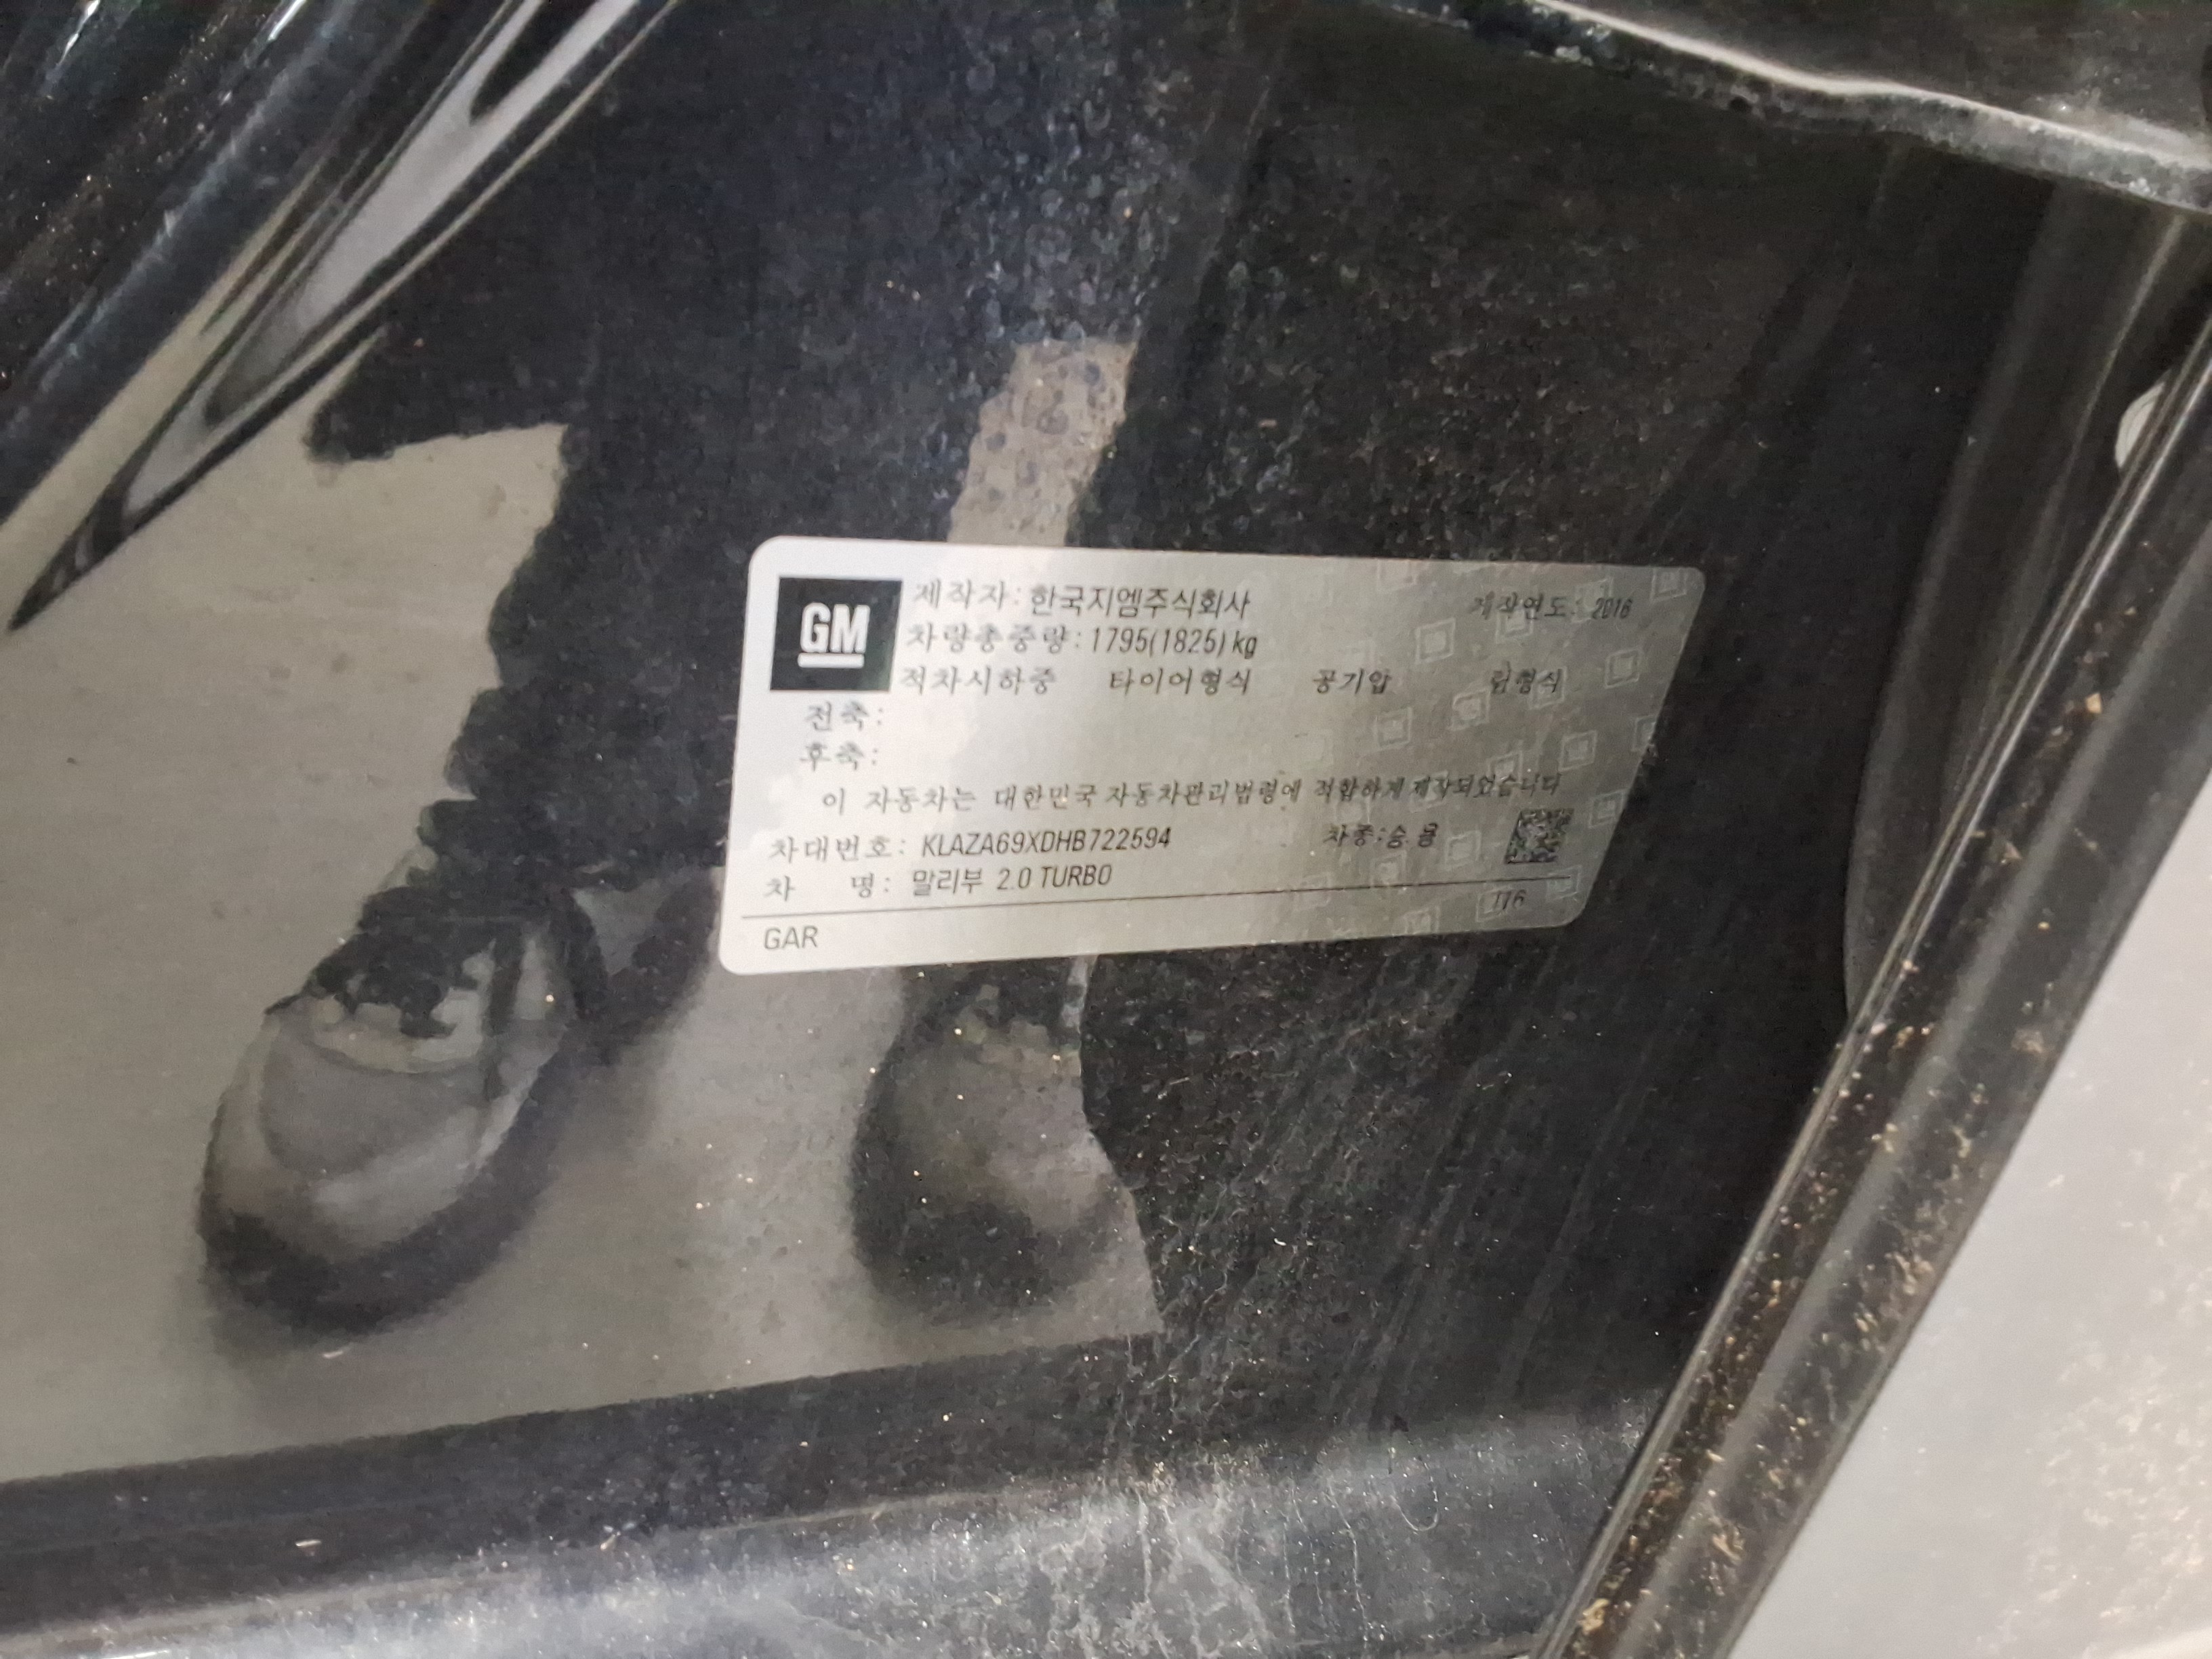 GM
제작자: 한국지엠주식회사 제작연도: 2016
차량총중량: 1795(1825)kg
적차시하중 타이어형식 공기압 림형식
전축:
후축:
이 자동차는 대한민국 자동차관리법령에 적합하게 제작되었습니다
차대번호: KLAZA69XDHB722594 차종:승용
차 명: 말리부 2.0 TURBO
GAR